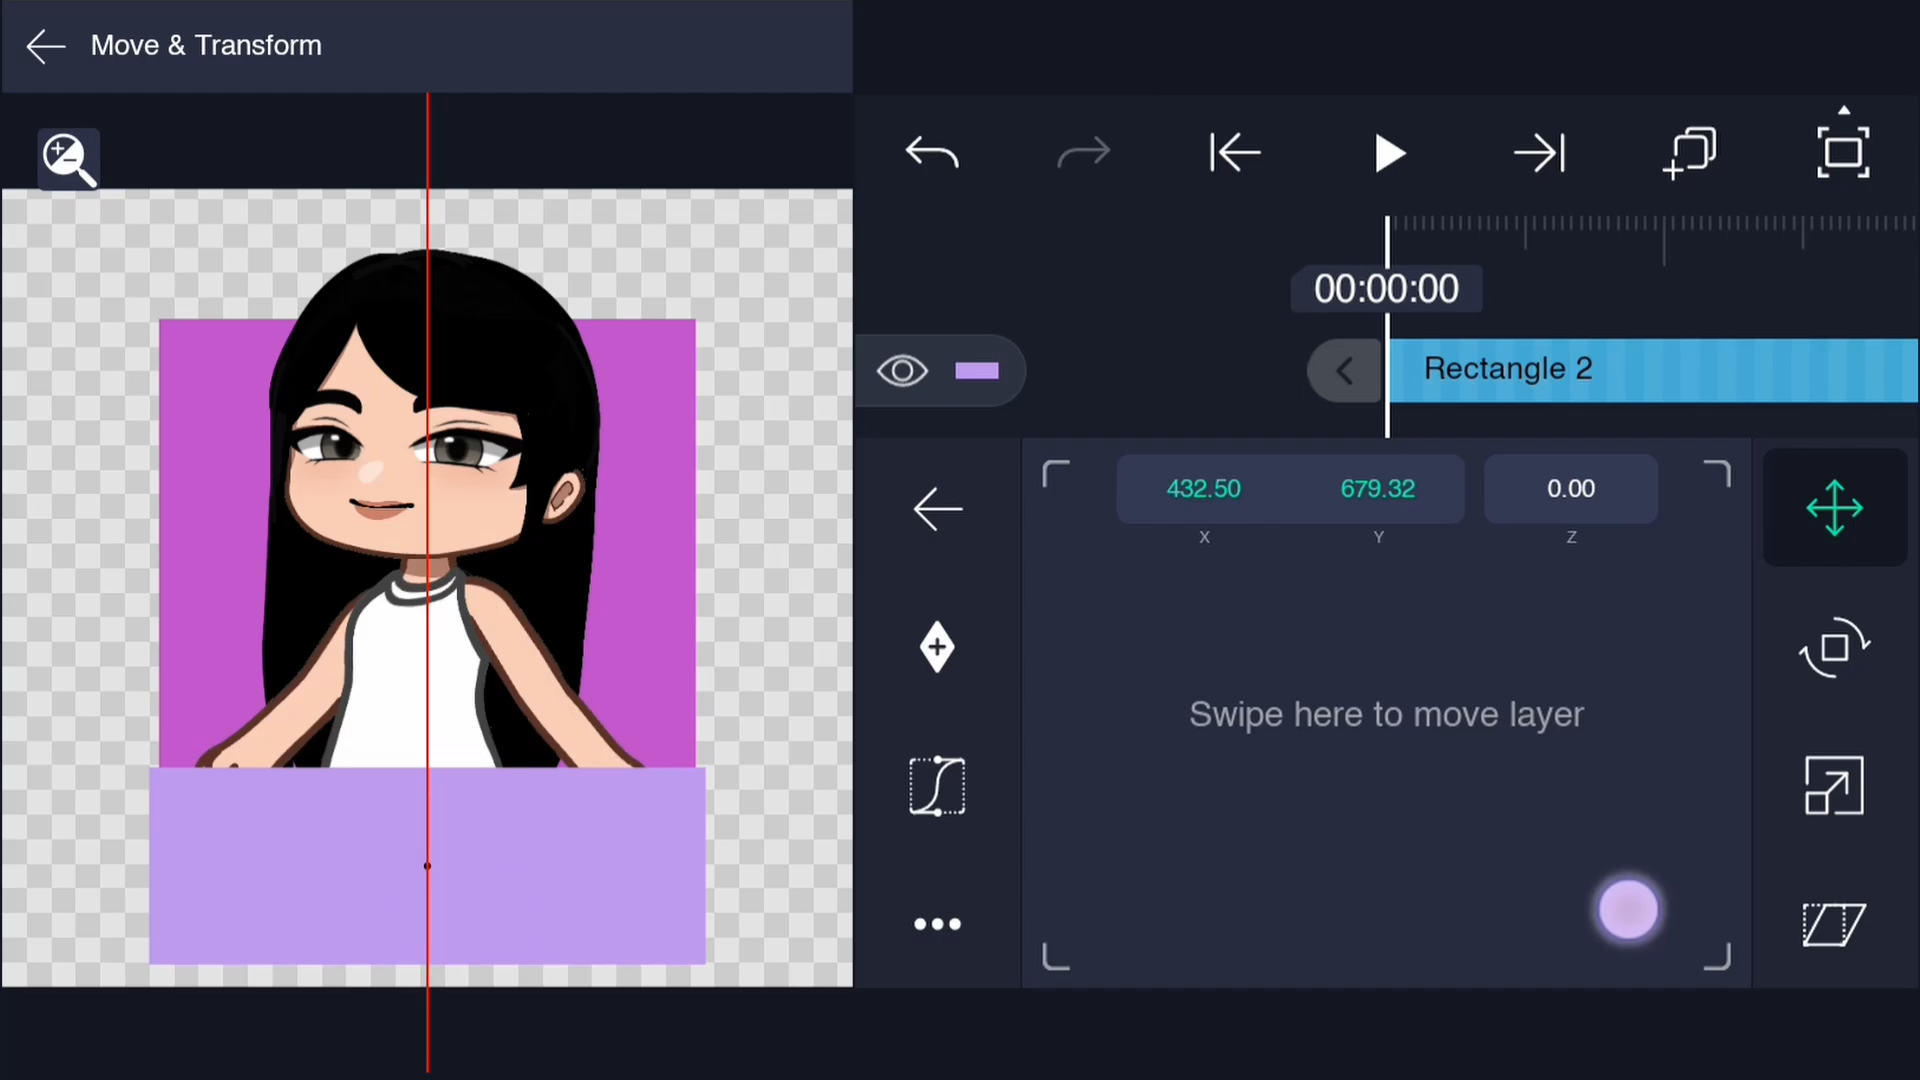 Move & Transform
00:00:00
Rectangle 2
432.50 679.32 0.00
X Y Z
Swipe here to move layer